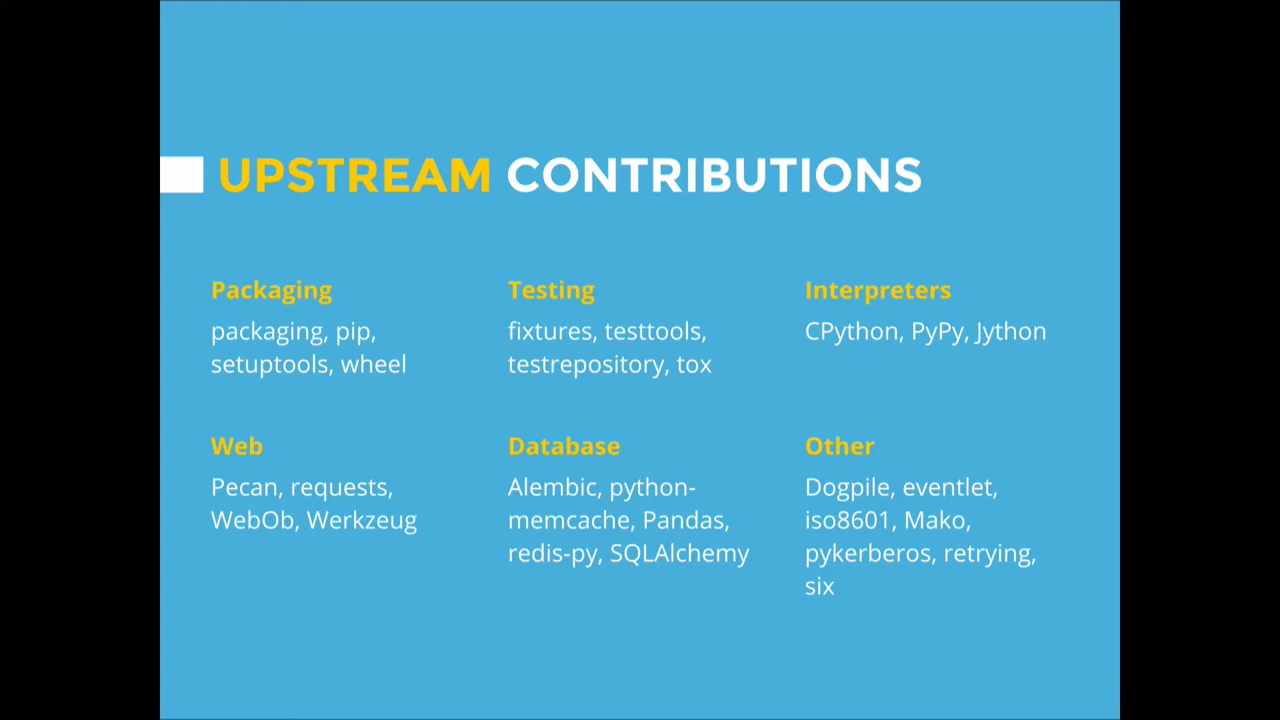 UPSTREAM CONTRIBUTIONS
Packaging
packaging, pip,
setuptools, wheel
Testing
fixtures, testtools,
testrepository, tox
Interpreters
CPython, PyPy, Jython
Web
Pecan, requests,
WebOb, Werkzeug
Database
Alembic, python-
memcache, Pandas,
redis-py, SQLAlchemy
Other
Dogpile, eventlet,
iso8601, Mako,
pykerberos, retrying,
six